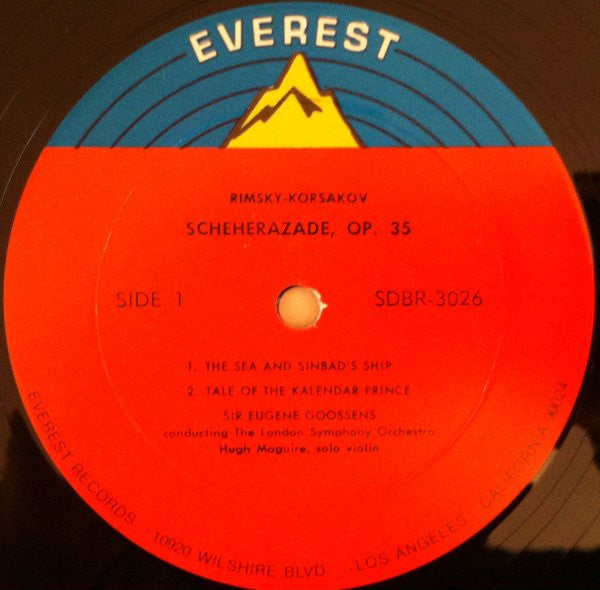 EVEREST
RIMSKY-KORSAKOV
SCHEHERAZADE, OP. 35
SIDE 1
SDBR-3026
1. THE SEA AND SINBAD'S SHIP
2. TALE OF THE KALENDAR PRINCE
SIR EUGENE GOOSSENS
conducting The London Symphony Orchestra
Hugh Maguire, solo violin
EVEREST RECORDS · 10920 WILSHIRE BLVD. · LOS ANGELES · CALIFORNIA 90024